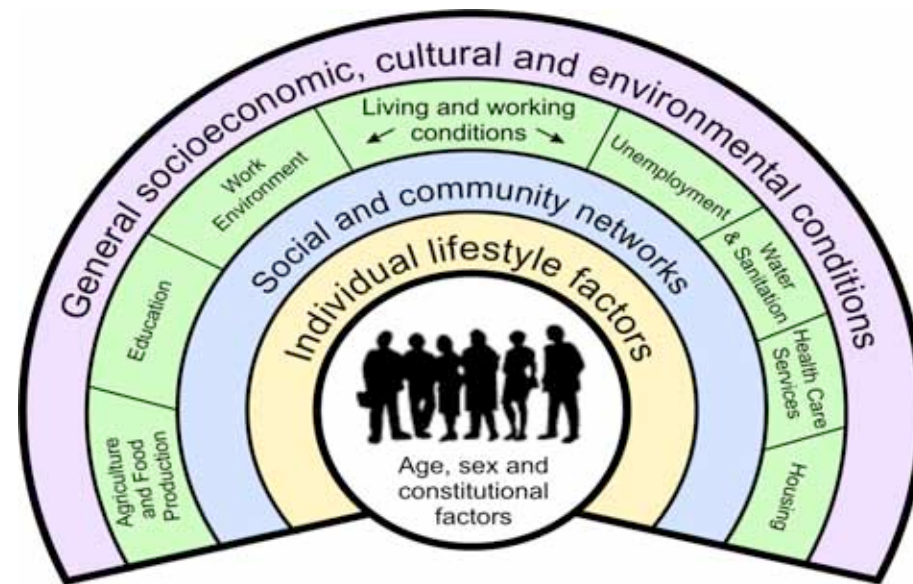 General socioeconomic, cultural and environmental conditions
Living and working
conditions
Agriculture
and Food
Production
Education
Work
Environment
Unemployment
Water
& Sanitation
Health Care
Services
Housing
Social and community networks
Individual lifestyle factors
Age, sex and
constitutional
factors